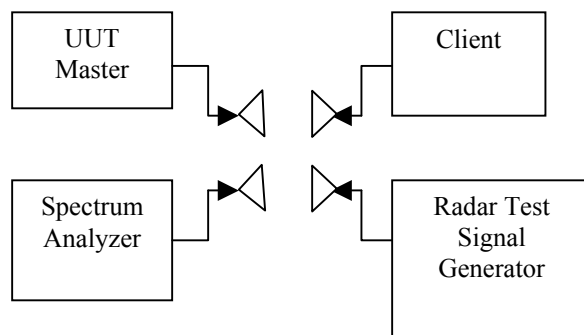 UUT
Master
Client
Spectrum
Analyzer
Radar Test
Signal
Generator